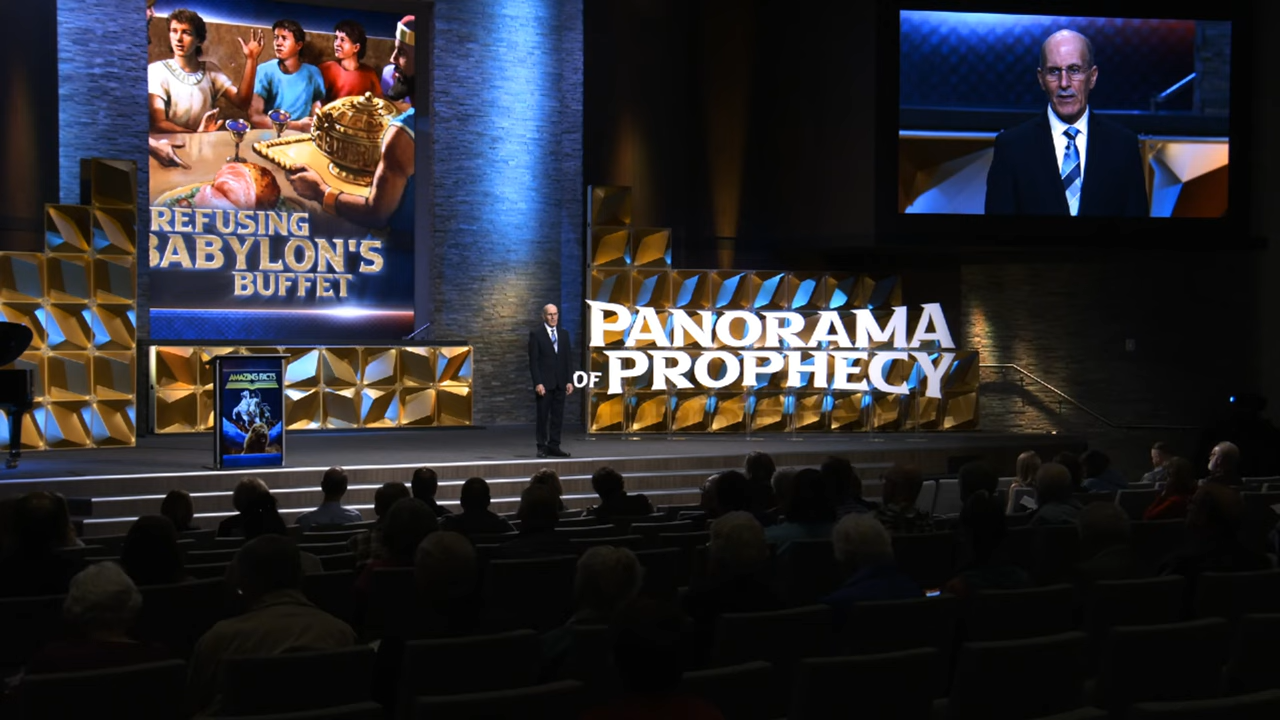 REFUSING
BABYLON'S
BUFFET
PANORAMA
OF PROPHECY
AMAZING FACTS